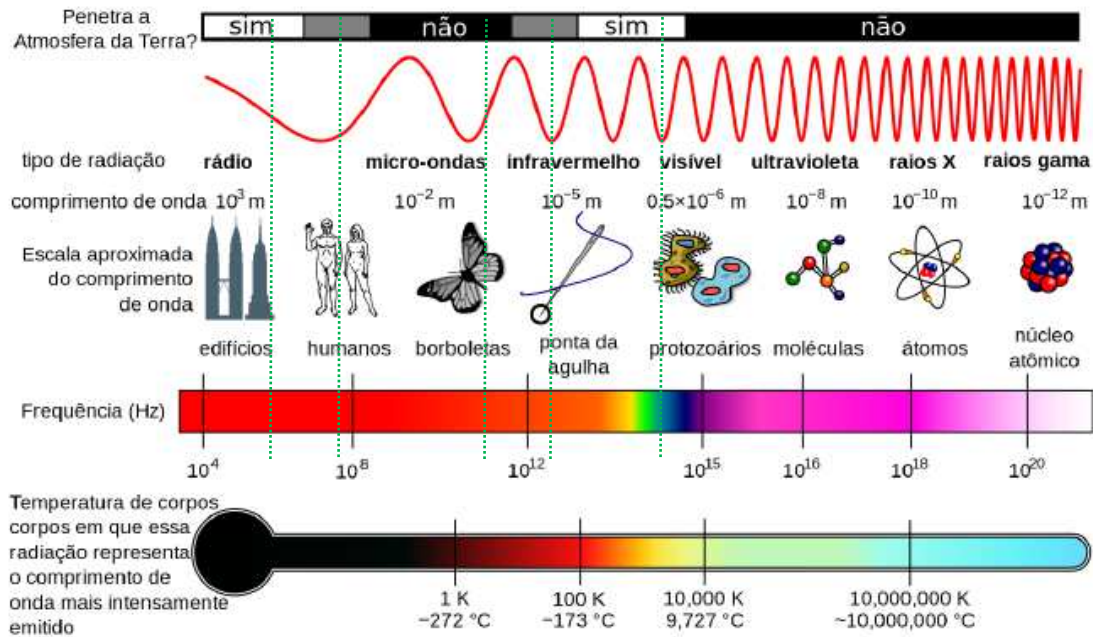 Penetra a
Atmosfera da Terra?
sim não sim não
tipo de radiação rádio micro-ondas infravermelho visível ultravioleta raios X raios gama
comprimento de onda 10³ m 10⁻² m 10⁻⁵ m 0.5×10⁻⁶ m 10⁻⁸ m 10⁻¹⁰ m 10⁻¹² m
Escala aproximada
do comprimento
de onda
edifícios humanos borboletas ponta da agulha protozoários moléculas átomos núcleo atômico
Frequência (Hz)
10⁴ 10⁸ 10¹² 10¹⁵ 10¹⁶ 10¹⁸ 10²⁰
Temperatura de corpos
corpos em que essa
radiação representa
o comprimento de
onda mais intensamente
emitido
1 K 100 K 10,000 K 10,000,000 K
−272 °C −173 °C 9,727 °C ~10,000,000 °C